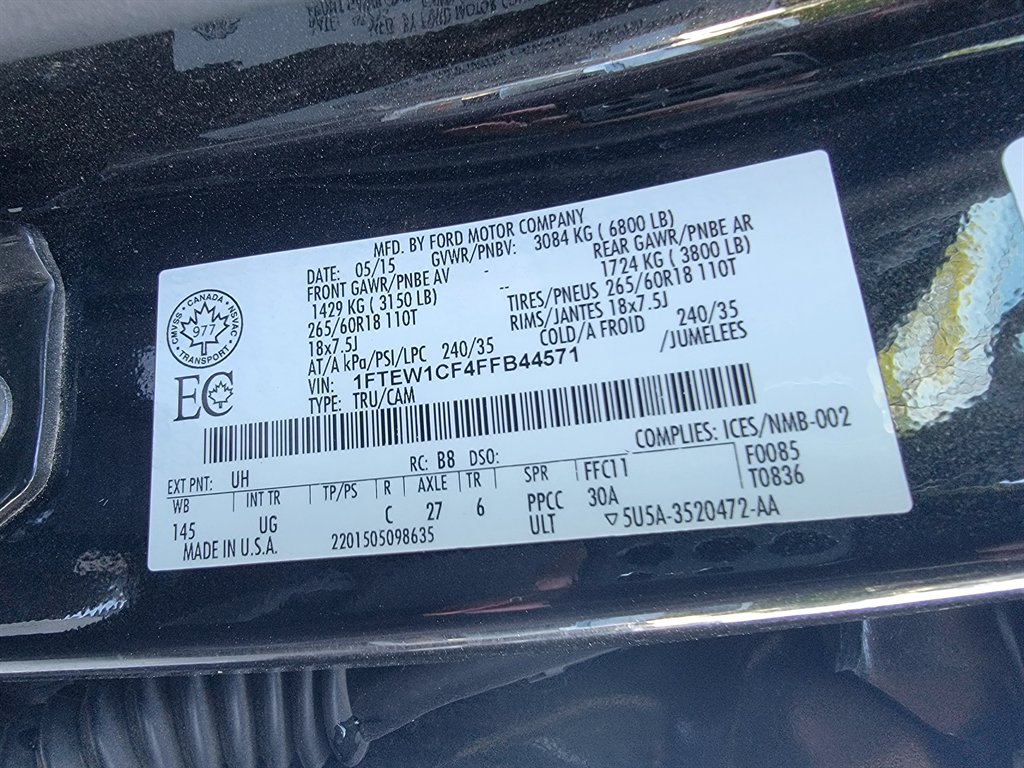 MFD. BY FORD MOTOR COMPANY
DATE: 05/15 GVWR/PNBV: 3084 KG ( 6800 LB)
FRONT GAWR/PNBE AV - REAR GAWR/PNBE AR
1429 KG ( 3150 LB) -- 1724 KG ( 3800 LB)
265/60R18 110T TIRES/PNEUS 265/60R18 110T
18x7.5J RIMS/JANTES 18x7.5J
AT/A kPa/PSI/LPC 240/35 COLD/A FROID 240/35
VIN: 1FTEW1CF4FFB44571 /JUMELEES
TYPE: TRU/CAM
CMVSS · CANADA · NSVAC
977
· TRANSPORT ·
EC
COMPLIES: ICES/NMB-002
EXT PNT: UH RC: B8 DSO: F0085
WB INT TR TP/PS R AXLE TR SPR FFC11 T0836
145 UG C 27 6 PPCC 30A
ULT 5U5A-3520472-AA
MADE IN U.S.A. 2201505098635